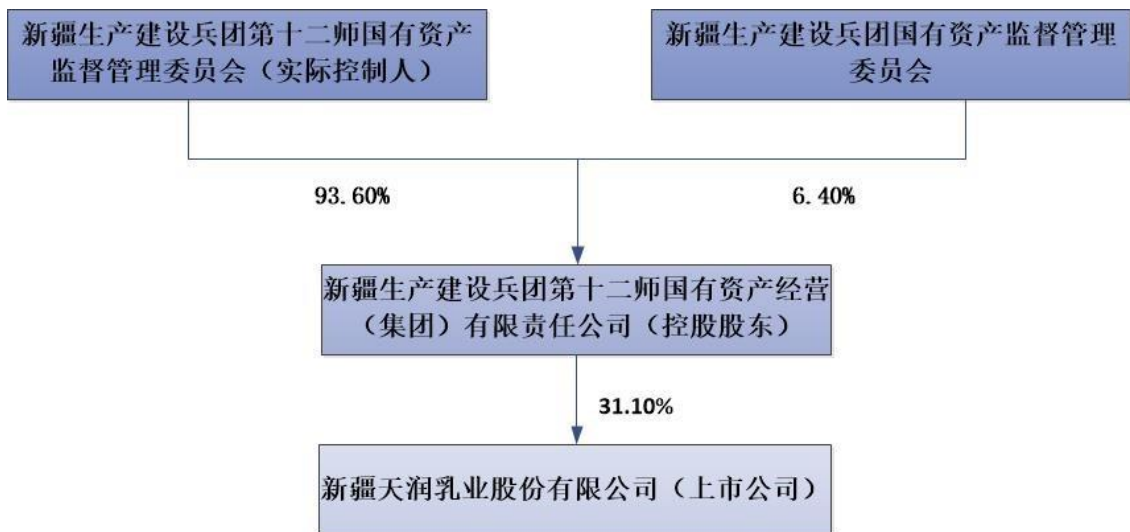 新疆生产建设兵团第十二师国有资产
监督管理委员会（实际控制人）
新疆生产建设兵团国有资产监督管理
委员会
93.60%
6.40%
新疆生产建设兵团第十二师国有资产经营
（集团）有限责任公司（控股股东）
31.10%
新疆天润乳业股份有限公司（上市公司）